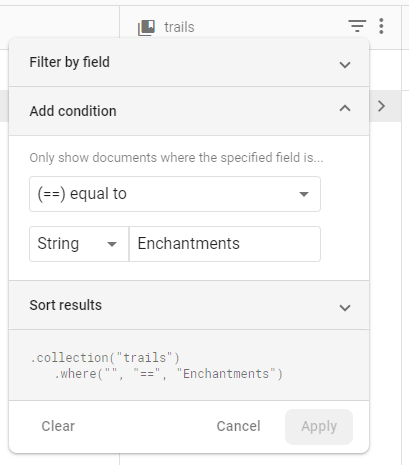 trails
Filter by field
Add condition
Only show documents where the specified field is...
(==) equal to
String Enchantments
Sort results
.collection("trails")
.where("", "==", "Enchantments")
Clear Cancel Apply